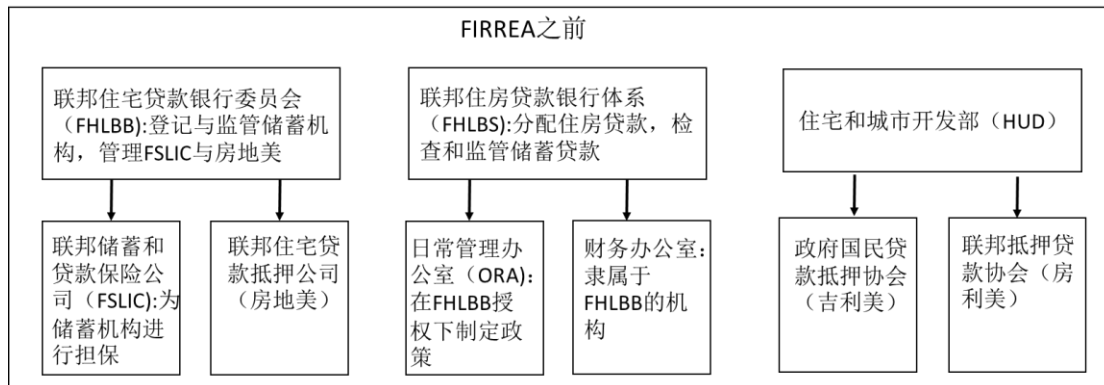 FIRREA之前
联邦住宅贷款银行委员会
（FHLBB):登记与监管储蓄机
构，管理FSLIC与房地美
联邦住房贷款银行体系
（FHLBS):分配住房贷款，检
查和监管储蓄贷款
住宅和城市开发部（HUD）
联邦储蓄和
贷款保险公
司（FSLIC):为
储蓄机构进
行担保
联邦住宅贷
款抵押公司
（房地美）
日常管理办
公室（ORA)：
在FHLBB授
权下制定政
策
财务办公室：
隶属于
FHLBB的机
构
政府国民贷
款抵押协会
（吉利美）
联邦抵押贷
款协会（房
利美）